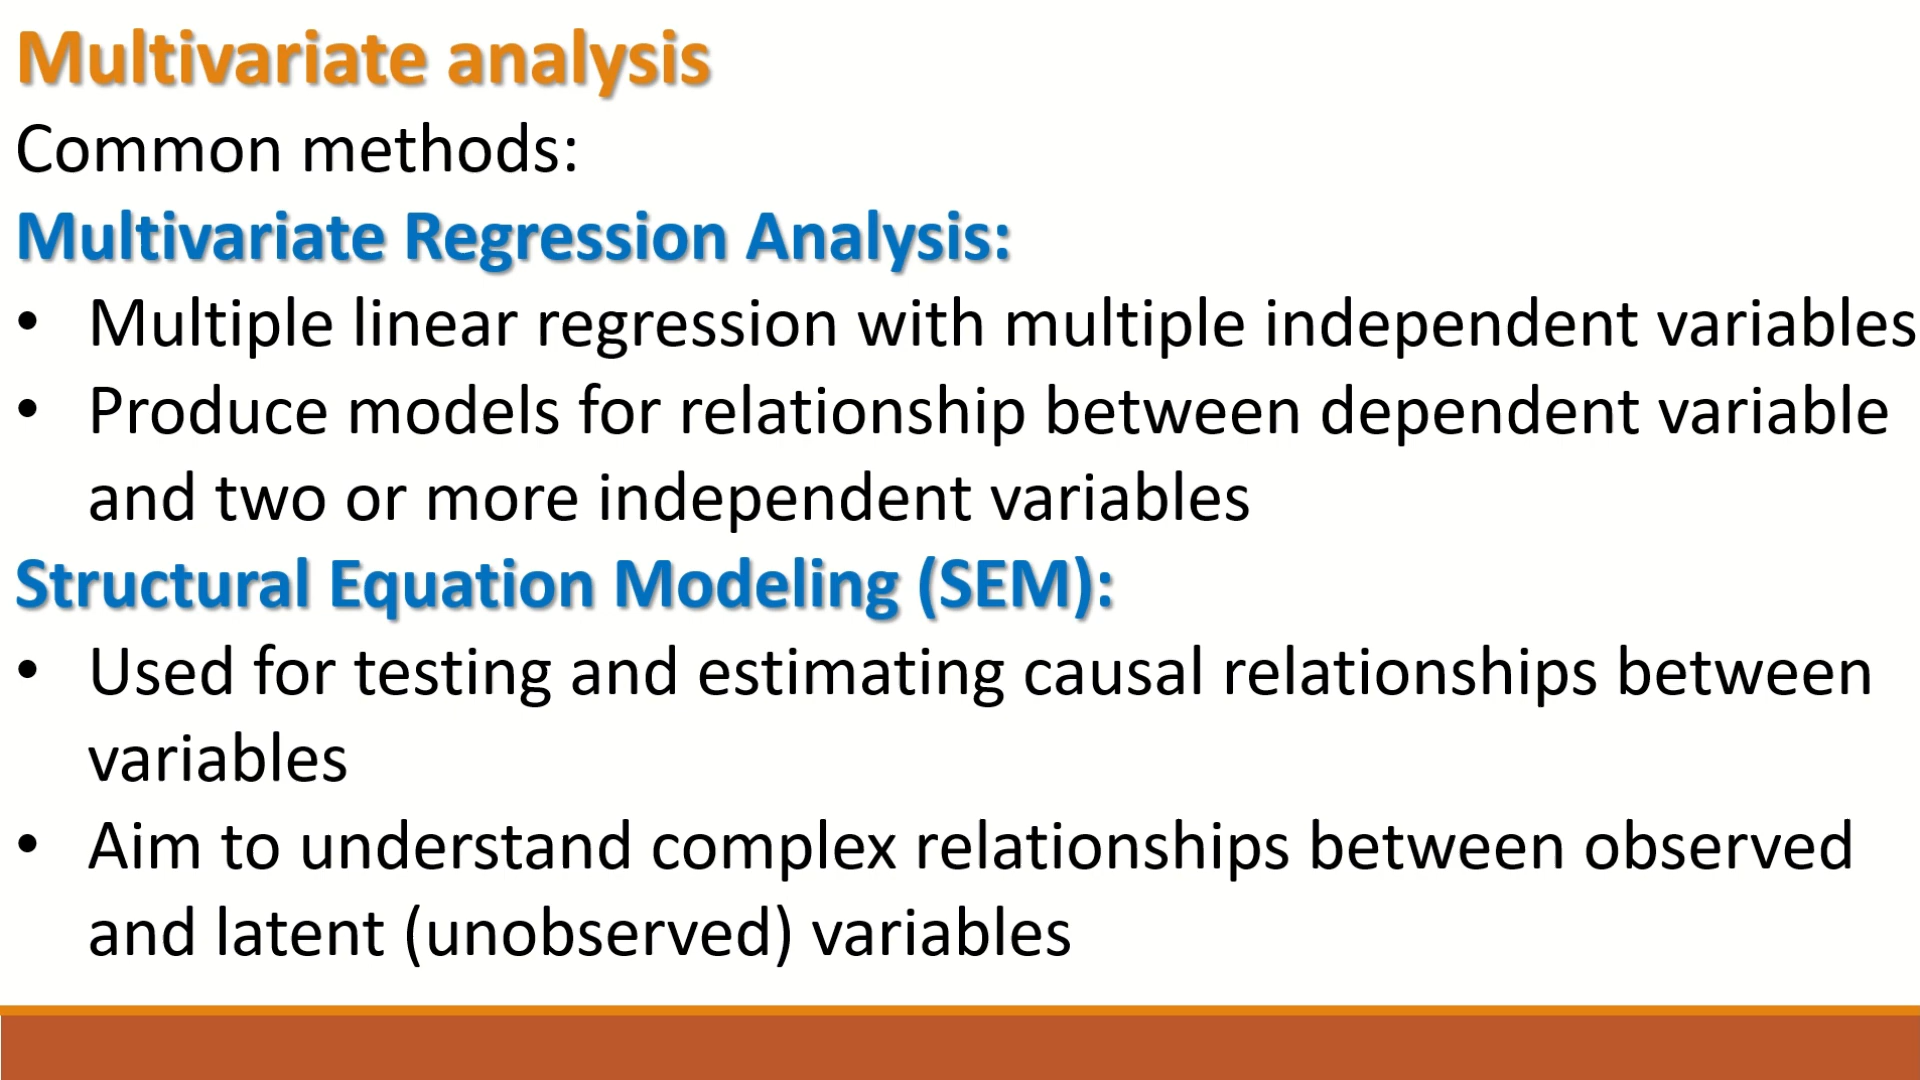 Multivariate analysis
Common methods:
Multivariate Regression Analysis:
• Multiple linear regression with multiple independent variables
• Produce models for relationship between dependent variable
and two or more independent variables
Structural Equation Modeling (SEM):
• Used for testing and estimating causal relationships between
variables
• Aim to understand complex relationships between observed
and latent (unobserved) variables